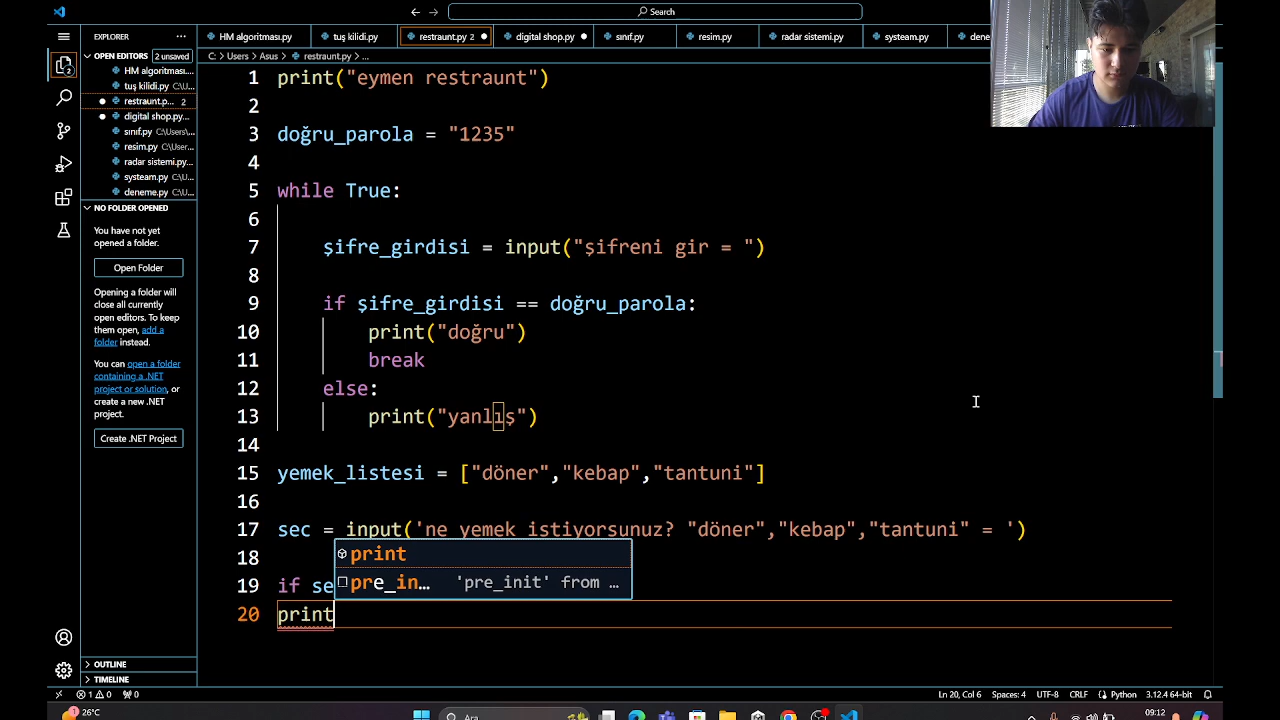 Search
EXPLORER
HM algoritması.py
tuş kilidi.py
restraunt.py 2
digital shop.py
sınıf.py
resim.py
radar sistemi.py
systeam.py
dene
OPEN EDITORS 2 unsaved
HM algoritması...
tuş kilidi.py
restraunt.p... 2
digital shop.py...
sınıf.py C:\Users\...
resim.py C:\User...
radar sistemi.py...
systeam.py C:\U...
deneme.py C:\U...
NO FOLDER OPENED
You have not yet
opened a folder.
Open Folder
Opening a folder will
close all currently
open editors. To keep
them open, add a
folder instead.
You can open a folder
containing a .NET
project or solution, or
create a new .NET
project.
Create .NET Project
OUTLINE
TIMELINE
C: > Users > Asus > restraunt.py > ...
1 print("eymen restraunt")
2
3 doğru_parola = "1235"
4
5 while True:
6
7 şifre_girdisi = input("şifreni gir = ")
8
9 if şifre_girdisi == doğru_parola:
10 print("doğru")
11 break
12 else:
13 print("yanlış")
14
15 yemek_listesi = ["döner","kebap","tantuni"]
16
17 sec = input('ne yemek istiyorsunuz? "döner","kebap","tantuni" = ')
18
print
pre_in... 'pre_init' from ...
19 if se
20 print
1 0 0
Ln 20, Col 6 Spaces: 4 UTF-8 CRLF Python 3.12.4 64-bit
1
26°C
Ara
09:12